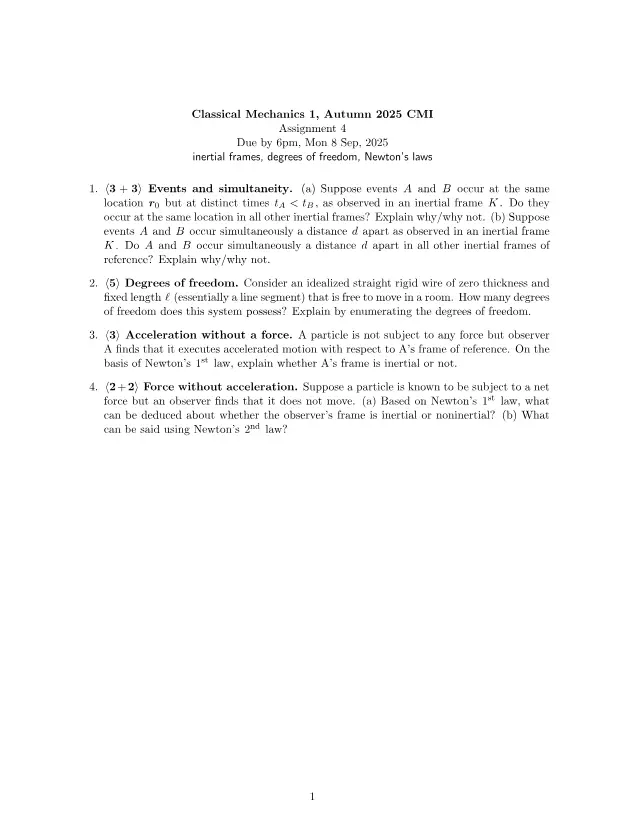 Classical Mechanics 1, Autumn 2025 CMI
Assignment 4
Due by 6pm, Mon 8 Sep, 2025
inertial frames, degrees of freedom, Newton's laws
1. ⟨3 + 3⟩ Events and simultaneity. (a) Suppose events A and B occur at the same
location r₀ but at distinct times t_A < t_B, as observed in an inertial frame K. Do they
occur at the same location in all other inertial frames? Explain why/why not. (b) Suppose
events A and B occur simultaneously a distance d apart as observed in an inertial frame
K. Do A and B occur simultaneously a distance d apart in all other inertial frames of
reference? Explain why/why not.
2. ⟨5⟩ Degrees of freedom. Consider an idealized straight rigid wire of zero thickness and
fixed length ℓ (essentially a line segment) that is free to move in a room. How many degrees
of freedom does this system possess? Explain by enumerating the degrees of freedom.
3. ⟨3⟩ Acceleration without a force. A particle is not subject to any force but observer
A finds that it executes accelerated motion with respect to A's frame of reference. On the
basis of Newton's 1st law, explain whether A's frame is inertial or not.
4. ⟨2+2⟩ Force without acceleration. Suppose a particle is known to be subject to a net
force but an observer finds that it does not move. (a) Based on Newton's 1st law, what
can be deduced about whether the observer's frame is inertial or noninertial? (b) What
can be said using Newton's 2nd law?
1